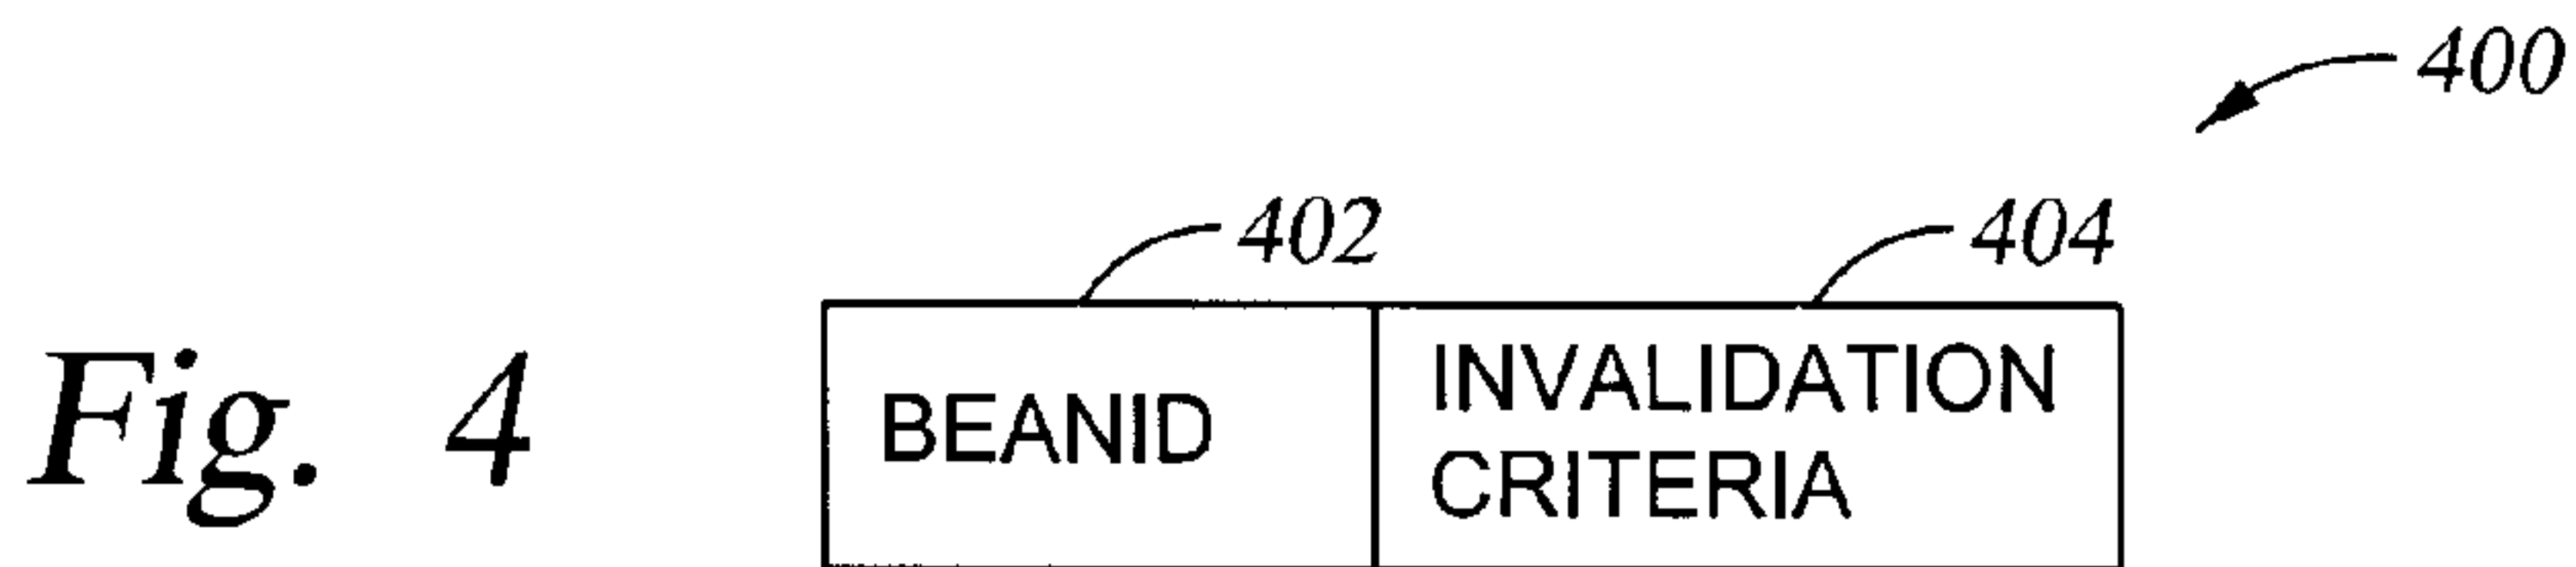 400
402 404
Fig. 4
BEANID
INVALIDATION
CRITERIA